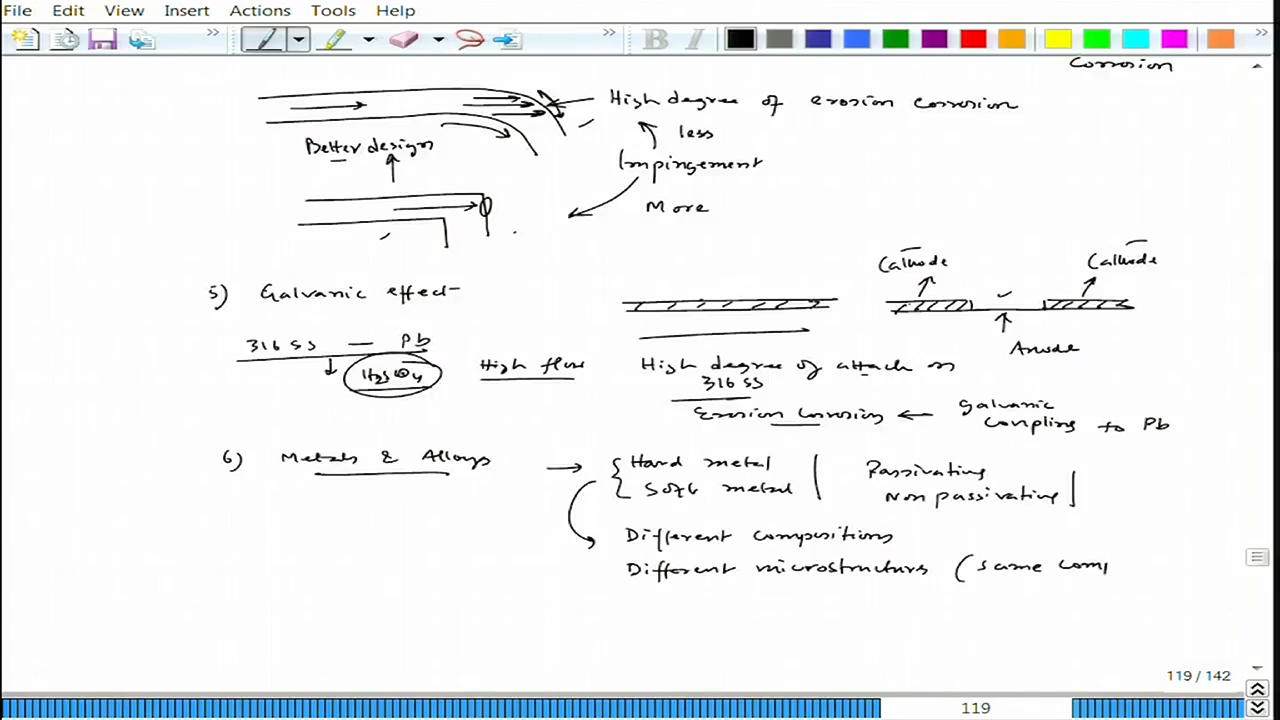 File Edit View Insert Actions Tools Help
B I
Corrosion
High degree of erosion corrosion
less
Better design
Impingement
More
Cathode Cathode
5) Galvanic effect
316 SS — Pb
Anode
H2SO4 High flow High degree of attack on
316 SS
Erosion Corrosion ← Galvanic
coupling to Pb
6) Metals & Alloys → { Hard metal Passivating
Soft metal Non passivating
Different compositions
Different microstructures (same comp
119 / 142
119